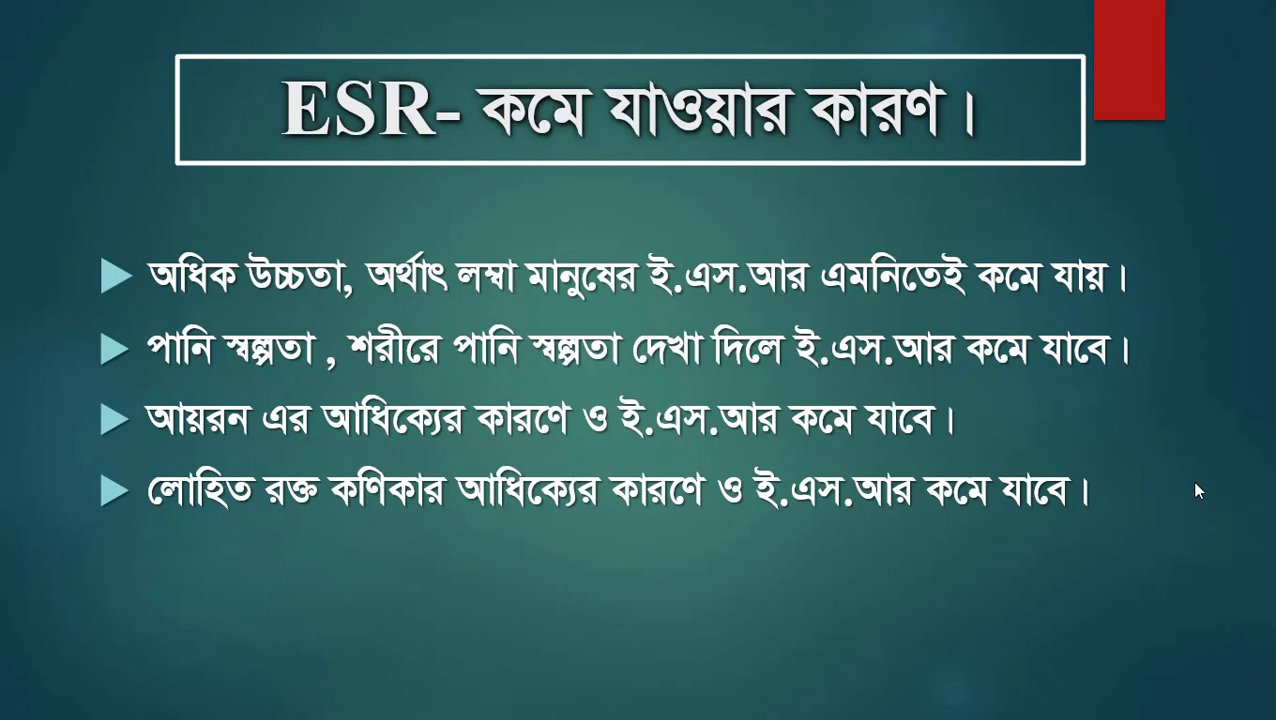 ESR- কমে যাওয়ার কারণ।
অধিক উচ্চতা, অর্থাৎ লম্বা মানুষের ই.এস.আর এমনিতেই কমে যায়।
পানি স্বল্পতা , শরীরে পানি স্বল্পতা দেখা দিলে ই.এস.আর কমে যাবে।
আয়রন এর আধিক্যের কারণে ও ই.এস.আর কমে যাবে।
লোহিত রক্ত কণিকার আধিক্যের কারণে ও ই.এস.আর কমে যাবে।